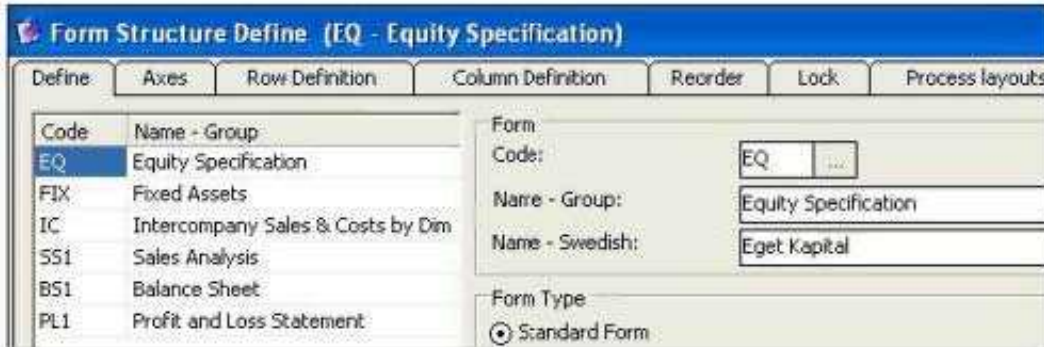 Form Structure Define (EQ - Equity Specification)
Define Axes Row Definition Column Definition Reorder Lock Process layouts
Code Name - Group
EQ Equity Specification
FIX Fixed Assets
IC Intercompany Sales & Costs by Dim
SS1 Sales Analysis
BS1 Balance Sheet
PL1 Profit and Loss Statement
Form
Code: EQ ...
Name - Group: Equity Specification
Name - Swedish: Eget Kapital
Form Type
Standard Form